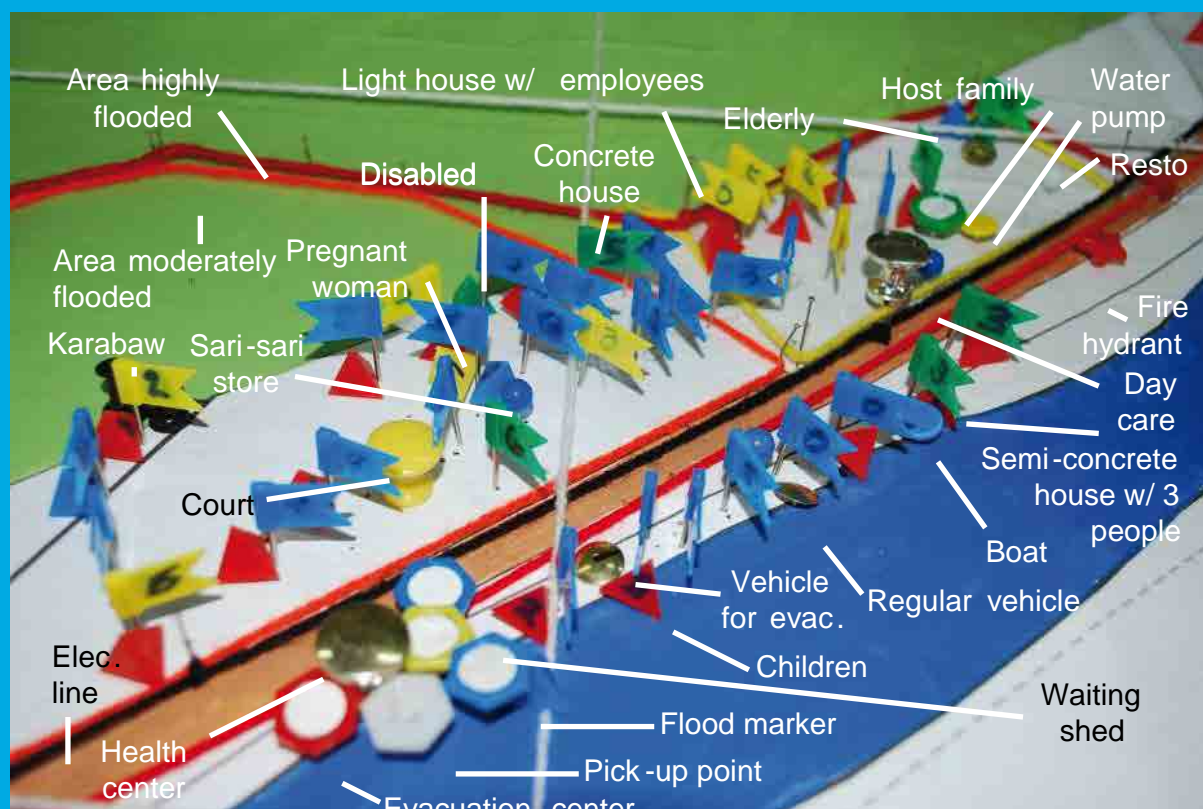 Area highly
flooded
Light house w/ employees
Host family
Water
pump
Elderly
Resto
Concrete
house
Disabled
Area moderately
flooded
Pregnant
woman
Karabaw
Sari-sari
store
Fire
hydrant
Day
care
Court
Semi-concrete
house w/ 3
people
Boat
Vehicle
for evac.
Regular vehicle
Children
Elec.
line
Waiting
shed
Flood marker
Health
center
Pick-up point
Evacuation center